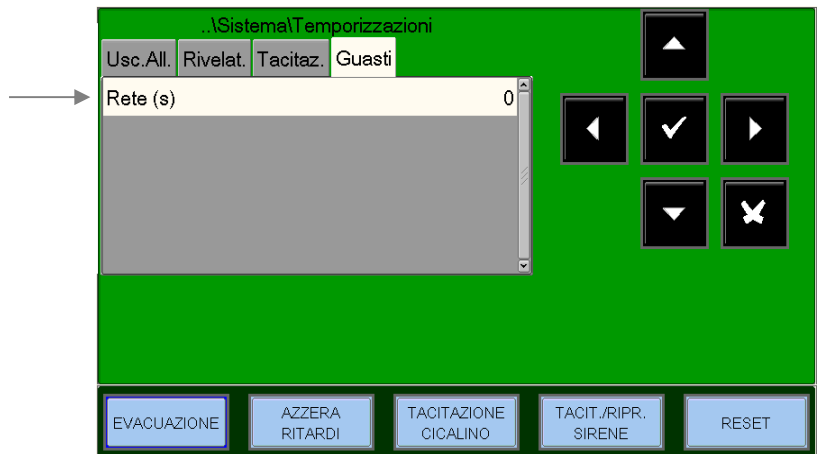 ..\Sistema\Temporizzazioni
Usc.All. Rivelat. Tacitaz. Guasti
Rete (s) 0
EVACUAZIONE
AZZERA
RITARDI
TACITAZIONE
CICALINO
TACIT./RIPR.
SIRENE
RESET